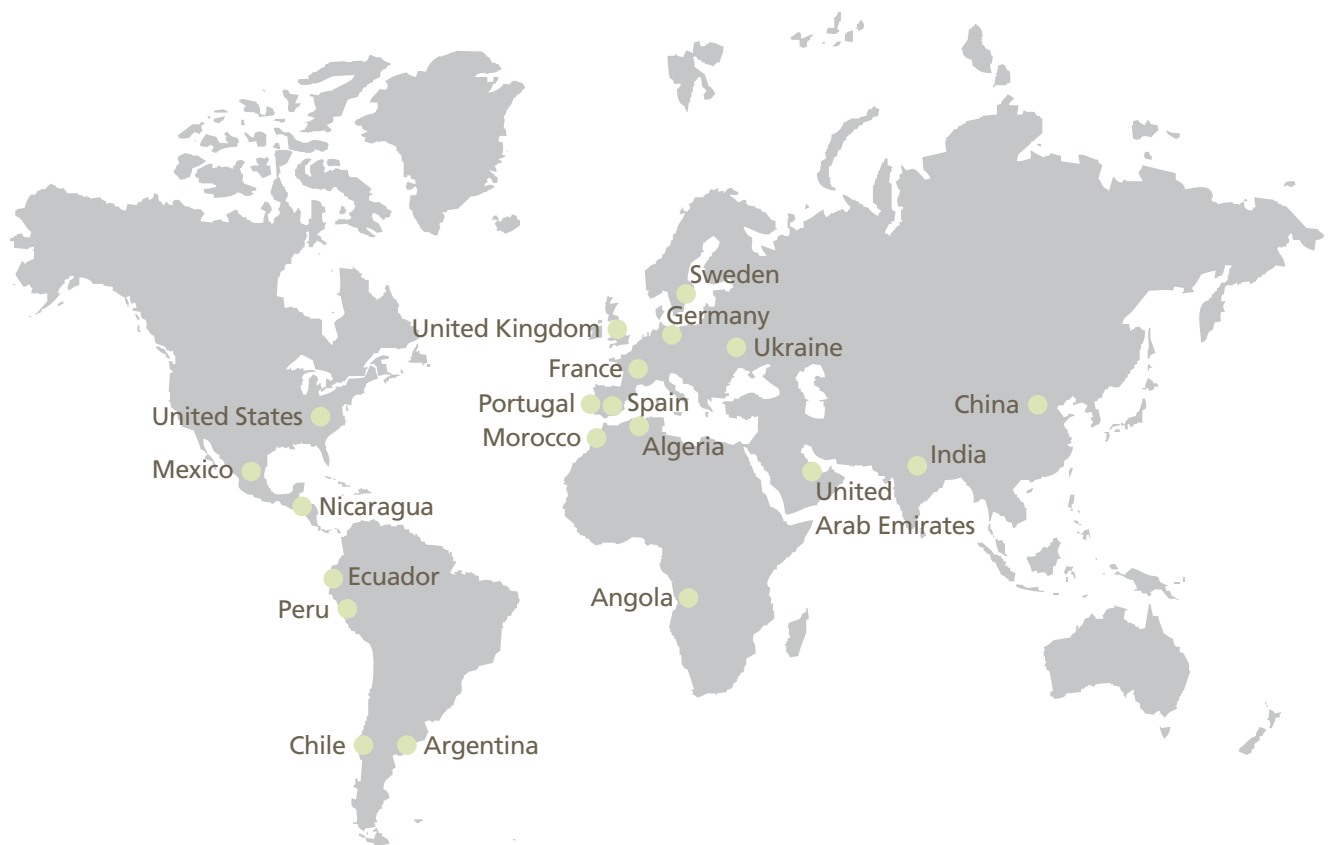 Sweden
Germany
United Kingdom
Ukraine
France
Portugal
Spain
China
United States
Morocco
Algeria
India
Mexico
United
Arab Emirates
Nicaragua
Ecuador
Angola
Peru
Chile
Argentina